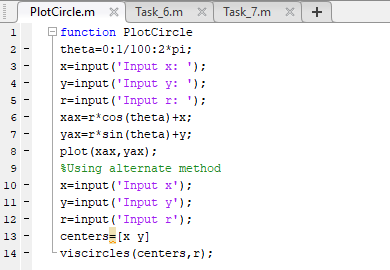 PlotCircle.m × Task_6.m × Task_7.m × +
1 function PlotCircle
2 - theta=0:1/100:2*pi;
3 - x=input('Input x: ');
4 - y=input('Input y: ');
5 - r=input('Input r: ');
6 - xax=r*cos(theta)+x;
7 - yax=r*sin(theta)+y;
8 - plot(xax,yax);
9 %Using alternate method
10 - x=input('Input x');
11 - y=input('Input y');
12 - r=input('Input r');
13 - centers=[x y]
14 - viscircles(centers,r);